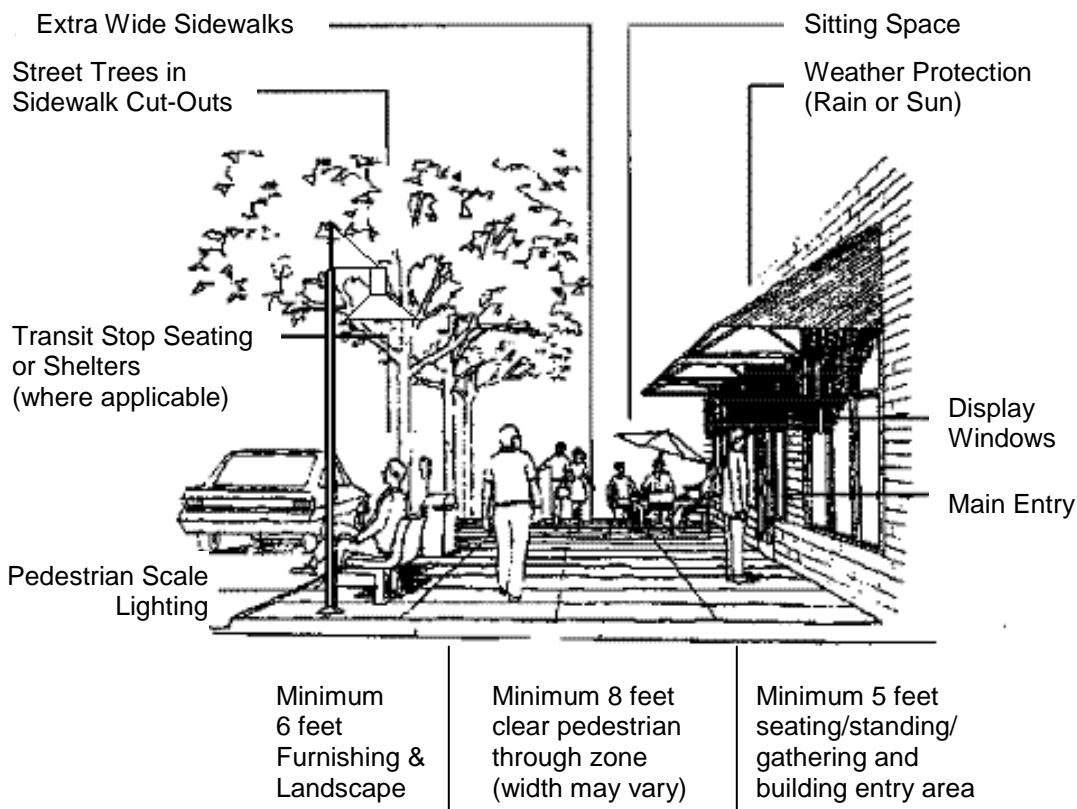 Extra Wide Sidewalks
Sitting Space
Street Trees in
Sidewalk Cut-Outs
Weather Protection
(Rain or Sun)
Transit Stop Seating
or Shelters
(where applicable)
Display
Windows
Main Entry
Pedestrian Scale
Lighting
Minimum
6 feet
Furnishing &
Landscape
Minimum 8 feet
clear pedestrian
through zone
(width may vary)
Minimum 5 feet
seating/standing/
gathering and
building entry area